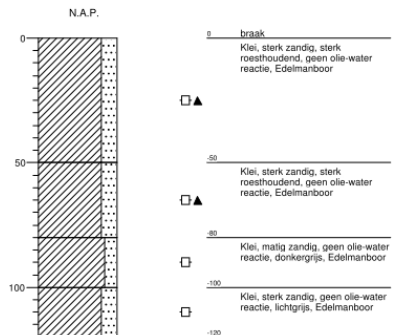 N.A.P.
0
0
braak
Klei, sterk zandig, sterk
roesthoudend, geen olie-water
reactie, Edelmanboor
50
-50
Klei, sterk zandig, sterk
roesthoudend, geen olie-water
reactie, Edelmanboor
-80
Klei, matig zandig, geen olie-water
reactie, donkergrijs, Edelmanboor
100
-100
Klei, sterk zandig, geen olie-water
reactie, lichtgrijs, Edelmanboor
-120